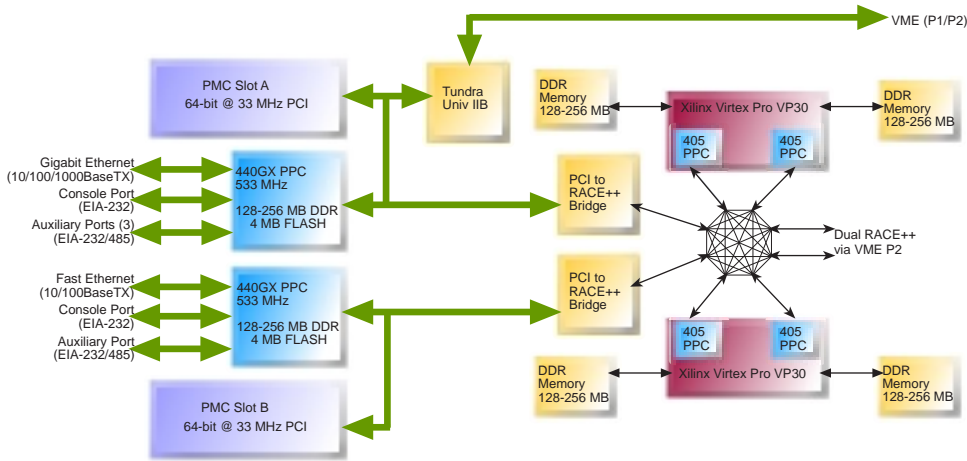 VME (P1/P2)
PMC Slot A
64-bit @ 33 MHz PCI
Tundra
Univ IIB
DDR
Memory
128-256 MB
Xilinx Virtex Pro VP30
405
PPC
405
PPC
DDR
Memory
128-256 MB
Gigabit Ethernet
(10/100/1000BaseTX)
Console Port
(EIA-232)
Auxiliary Ports (3)
(EIA-232/485)
440GX PPC
533 MHz
128-256 MB DDR
4 MB FLASH
PCI to
RACE++
Bridge
Dual RACE++
via VME P2
Fast Ethernet
(10/100BaseTX)
Console Port
(EIA-232)
Auxiliary Port
(EIA-232/485)
440GX PPC
533 MHz
128-256 MB DDR
4 MB FLASH
PCI to
RACE++
Bridge
405
PPC
405
PPC
Xilinx Virtex Pro VP30
DDR
Memory
128-256 MB
DDR
Memory
128-256 MB
PMC Slot B
64-bit @ 33 MHz PCI